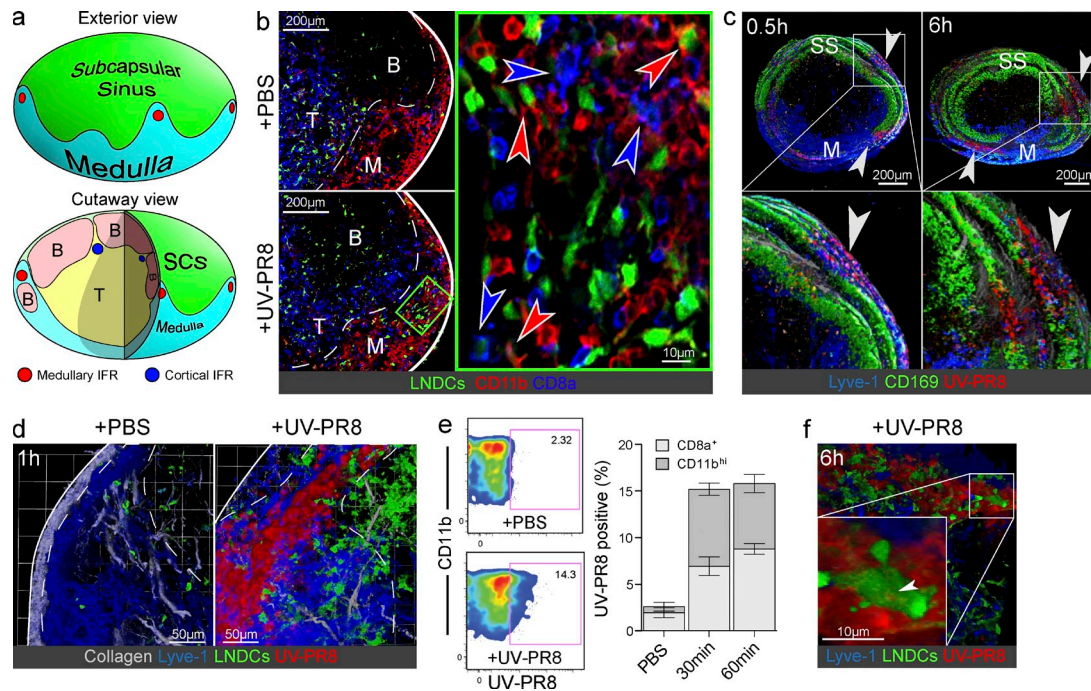 a
Exterior view
Subcapsular
Sinus
Medulla
Cutaway view
B
B
B
B
T
SCs
Medulla
Medullary IFR
Cortical IFR
b
+PBS
200µm
B
T
M
+UV-PR8
200µm
B
T
M
10µm
LNDCs CD11b CD8a
c
0.5h
SS
M
200µm
6h
SS
M
200µm
Lyve-1 CD169 UV-PR8
d
+PBS
+UV-PR8
1h
50µm
50µm
Collagen Lyve-1 LNDCs UV-PR8
e
CD11b
2.32
0
+PBS
0
14.3
0
+UV-PR8
0
UV-PR8
UV-PR8 positive (%)
20
15
10
5
0
CD8a⁺
CD11bʰⁱ
PBS
30min
60min
f
+UV-PR8
6h
10µm
Lyve-1 LNDCs UV-PR8